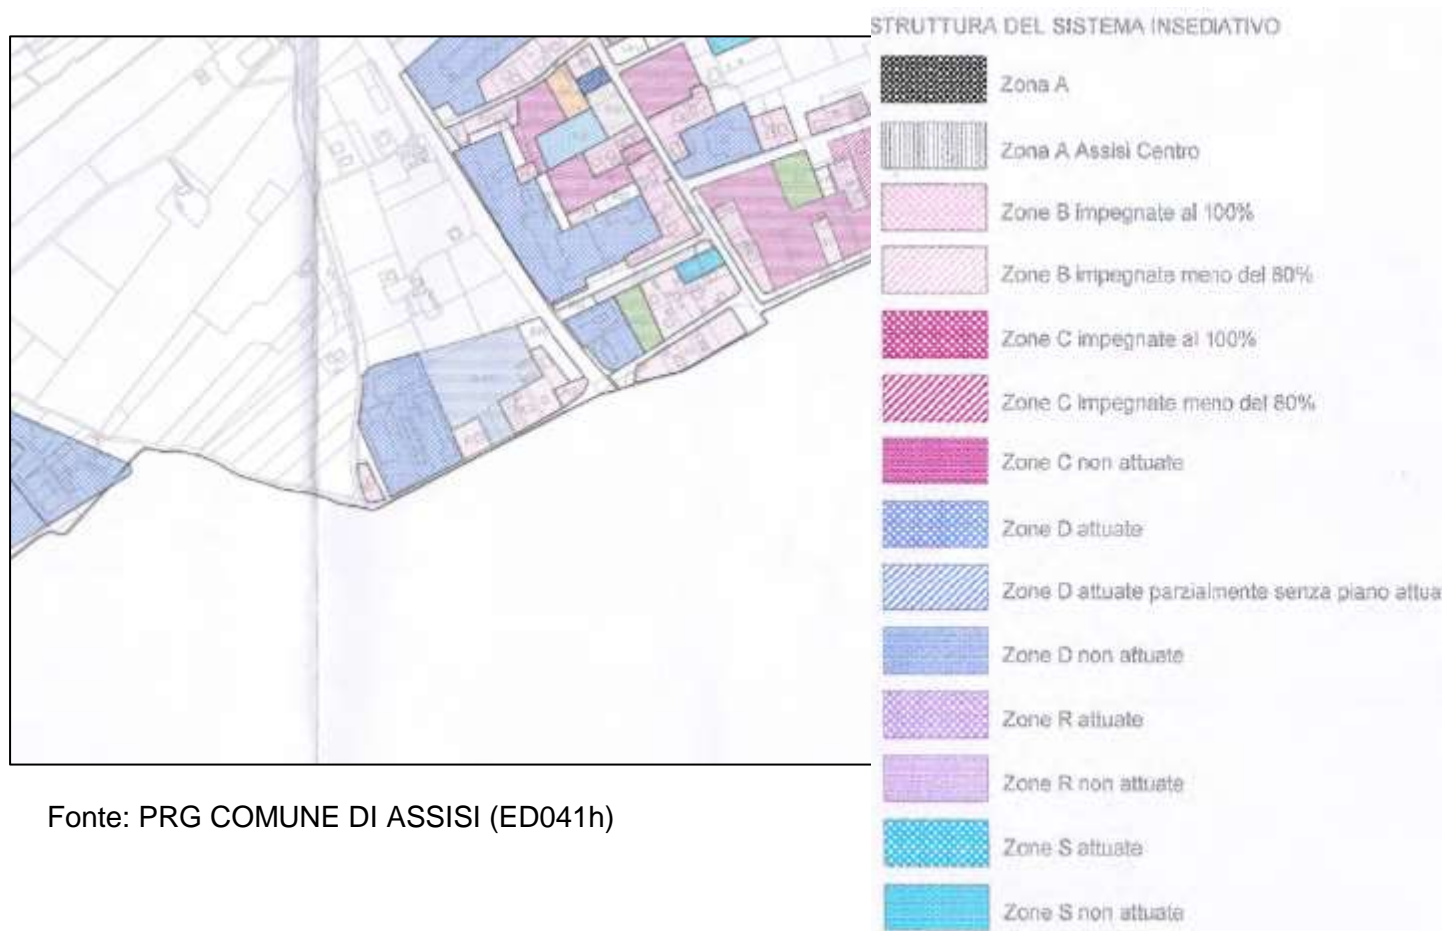 STRUTTURA DEL SISTEMA INSEDIATIVO
Zona A
Zona A Assisi Centro
Zone B impegnate al 100%
Zone B impegnate meno del 80%
Zone C impegnate al 100%
Zone C impegnate meno del 80%
Zone C non attuate
Zone D attuate
Zone D attuate parzialmente senza piano attua
Zone D non attuate
Zone R attuate
Zone R non attuate
Zone S attuate
Zone S non attuate
Fonte: PRG COMUNE DI ASSISI (ED041h)